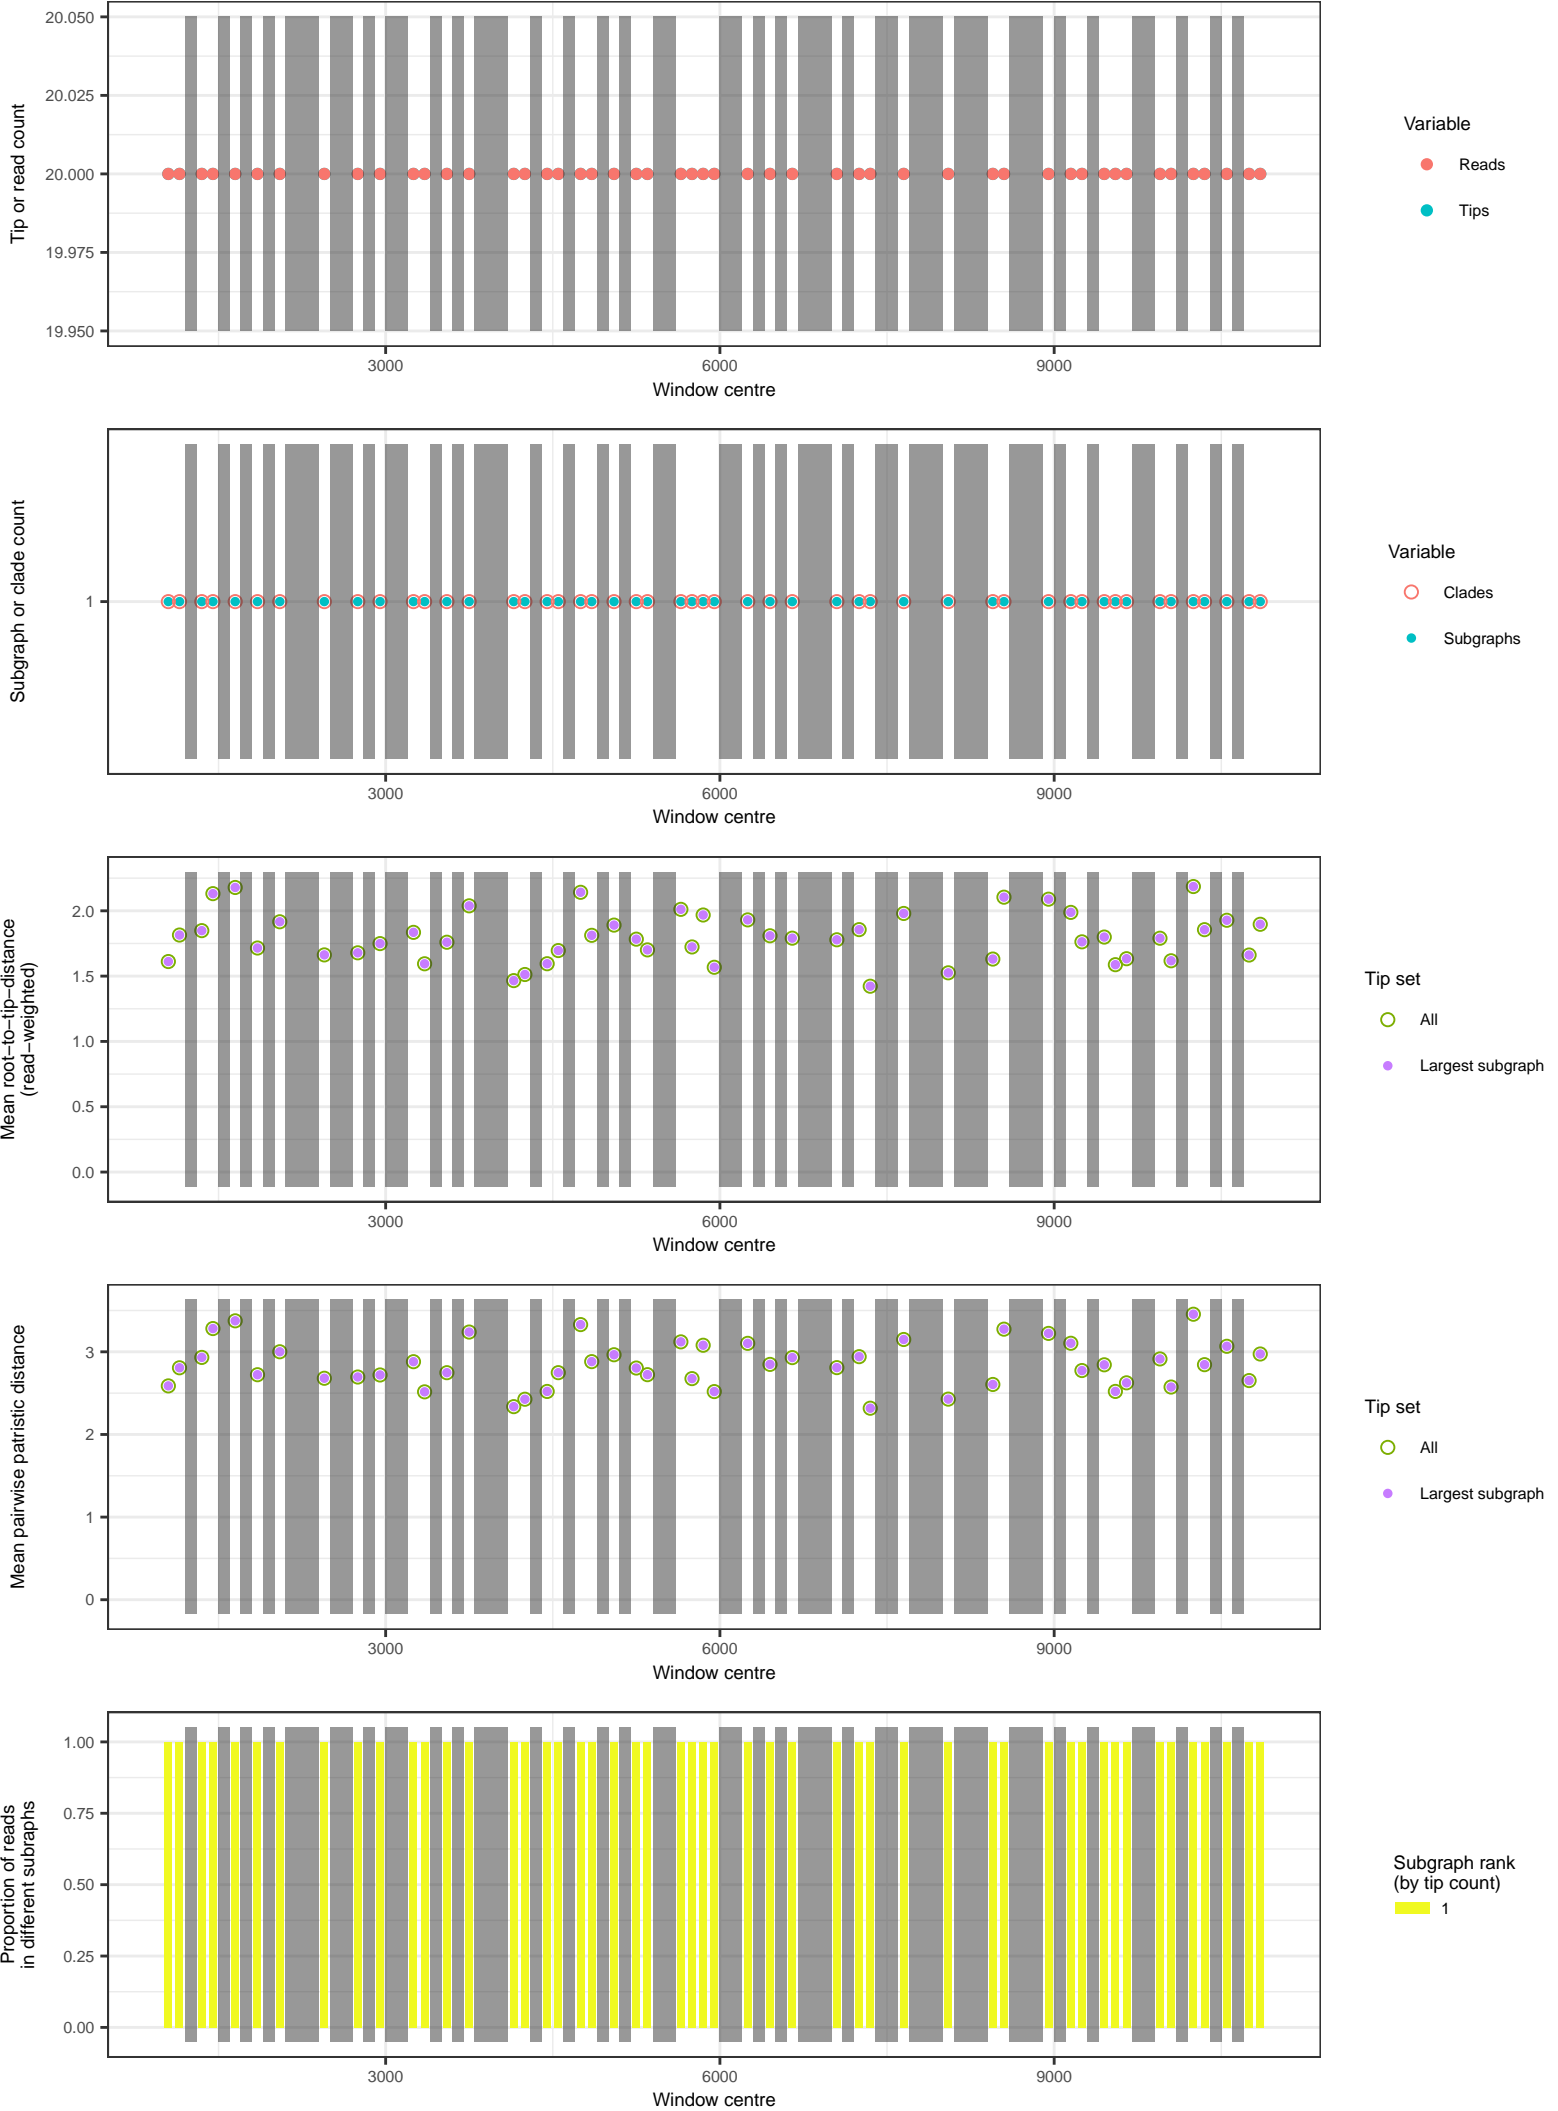 20.050
20.025
20.000
19.975
19.950
Tip or read count
3000
6000
9000
Window centre
Variable
Reads
Tips
Subgraph or clade count
1
3000
6000
9000
Window centre
Variable
Clades
Subgraphs
Mean root−to−tip−distance
(read−weighted)
2.0
1.5
1.0
0.5
0.0
3000
6000
9000
Window centre
Tip set
All
Largest subgraph
Mean pairwise patristic distance
3
2
1
0
3000
6000
9000
Window centre
Tip set
All
Largest subgraph
Proportion of reads
in different subraphs
1.00
0.75
0.50
0.25
0.00
3000
6000
9000
Window centre
Subgraph rank
(by tip count)
1